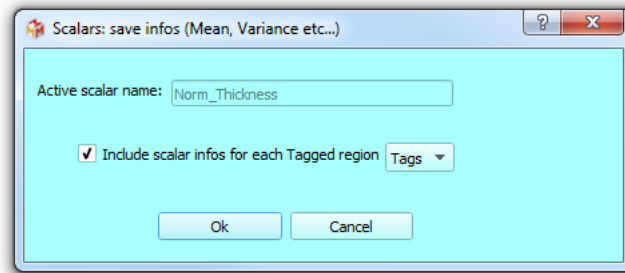 Scalars: save infos (Mean, Variance etc...)
?
X
Active scalar name: Norm_Thickness
Include scalar infos for each Tagged region Tags
Ok Cancel